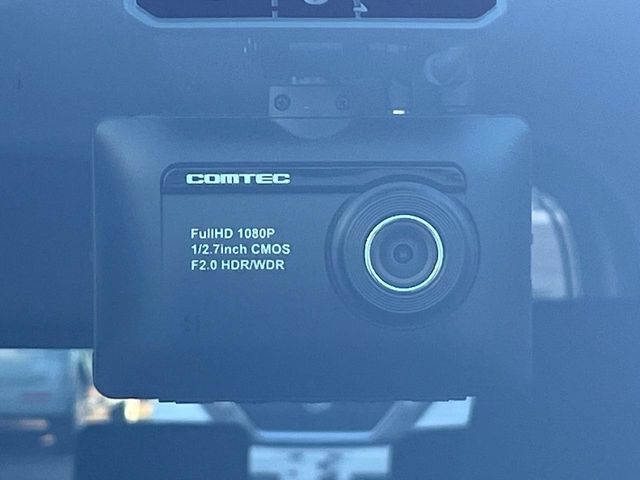 COMTEC
FullHD 1080P
1/2.7inch CMOS
F2.0 HDR/WDR